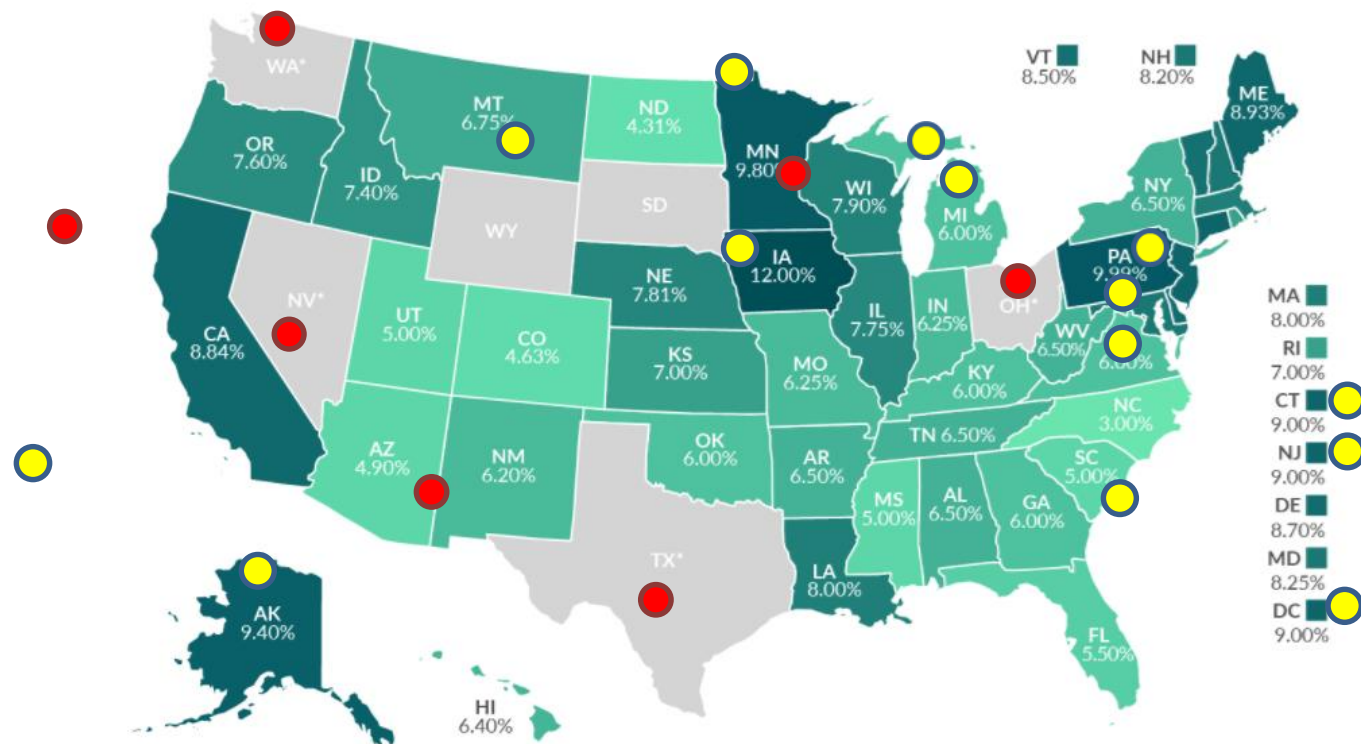 VT
8.50%
NH
8.20%
WA*
ME
8.93%
MT
6.75%
ND
4.31%
OR
7.60%
ID
7.40%
MN
9.80%
WI
7.90%
NY
6.50%
SD
WY
MI
6.00%
PA
9.99%
IA
12.00%
NE
7.81%
NV*
OH*
MA
8.00%
UT
5.00%
IL
7.75%
IN
6.25%
CA
8.84%
CO
4.63%
WV
6.50%
6.00%
RI
7.00%
KS
7.00%
MO
6.25%
KY
6.00%
CT
9.00%
NC
3.00%
TN 6.50%
AZ
4.90%
NM
6.20%
OK
6.00%
AR
6.50%
SC
5.00%
NJ
9.00%
MS
5.00%
AL
6.50%
GA
6.00%
DE
8.70%
TX*
LA
8.00%
MD
8.25%
AK
9.40%
DC
9.00%
FL
5.50%
HI
6.40%